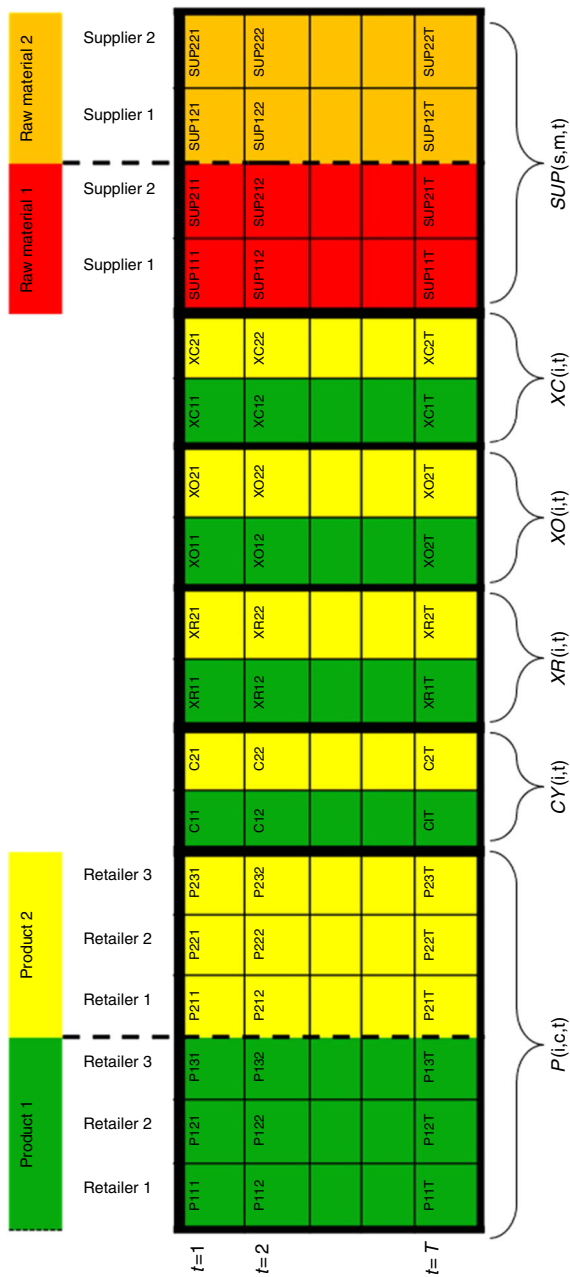 Product 1
Product 2
Raw material 1
Raw material 2
Retailer 1
Retailer 2
Retailer 3
Retailer 1
Retailer 2
Retailer 3
Supplier 1
Supplier 2
Supplier 1
Supplier 2
t=1
P111
P121
P131
P211
P221
P231
C11
C21
XR11
XR21
XO11
XO21
XC11
XC21
SUP111
SUP211
SUP121
SUP221
t=2
P112
P122
P132
P212
P222
P232
C12
C22
XR12
XR22
XO12
XO22
XC12
XC22
SUP112
SUP212
SUP122
SUP222
t= T
P11T
P12T
P13T
P21T
P22T
P23T
CIT
C2T
XR1T
XR2T
XO2T
XO2T
XC1T
XC2T
SUP11T
SUP21T
SUP12T
SUP22T
P(i,c,t)
CY(i,t)
XR(i,t)
XO(i,t)
XC(i,t)
SUP(s,m,t)